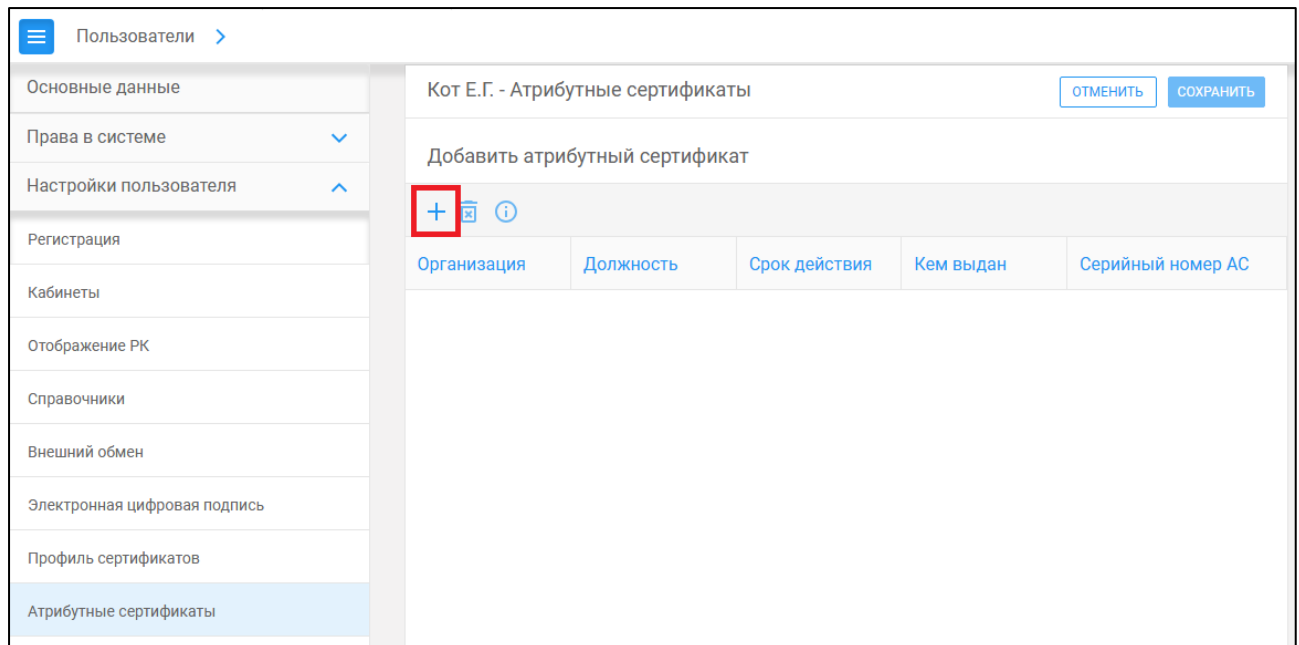 Пользователи
Основные данные
Права в системе
Настройки пользователя
Регистрация
Кабинеты
Отображение РК
Справочники
Внешний обмен
Электронная цифровая подпись
Профиль сертификатов
Атрибутные сертификаты
Кот Е.Г. - Атрибутные сертификаты
ОТМЕНИТЬ СОХРАНИТЬ
Добавить атрибутный сертификат
Организация Должность Срок действия Кем выдан Серийный номер АС